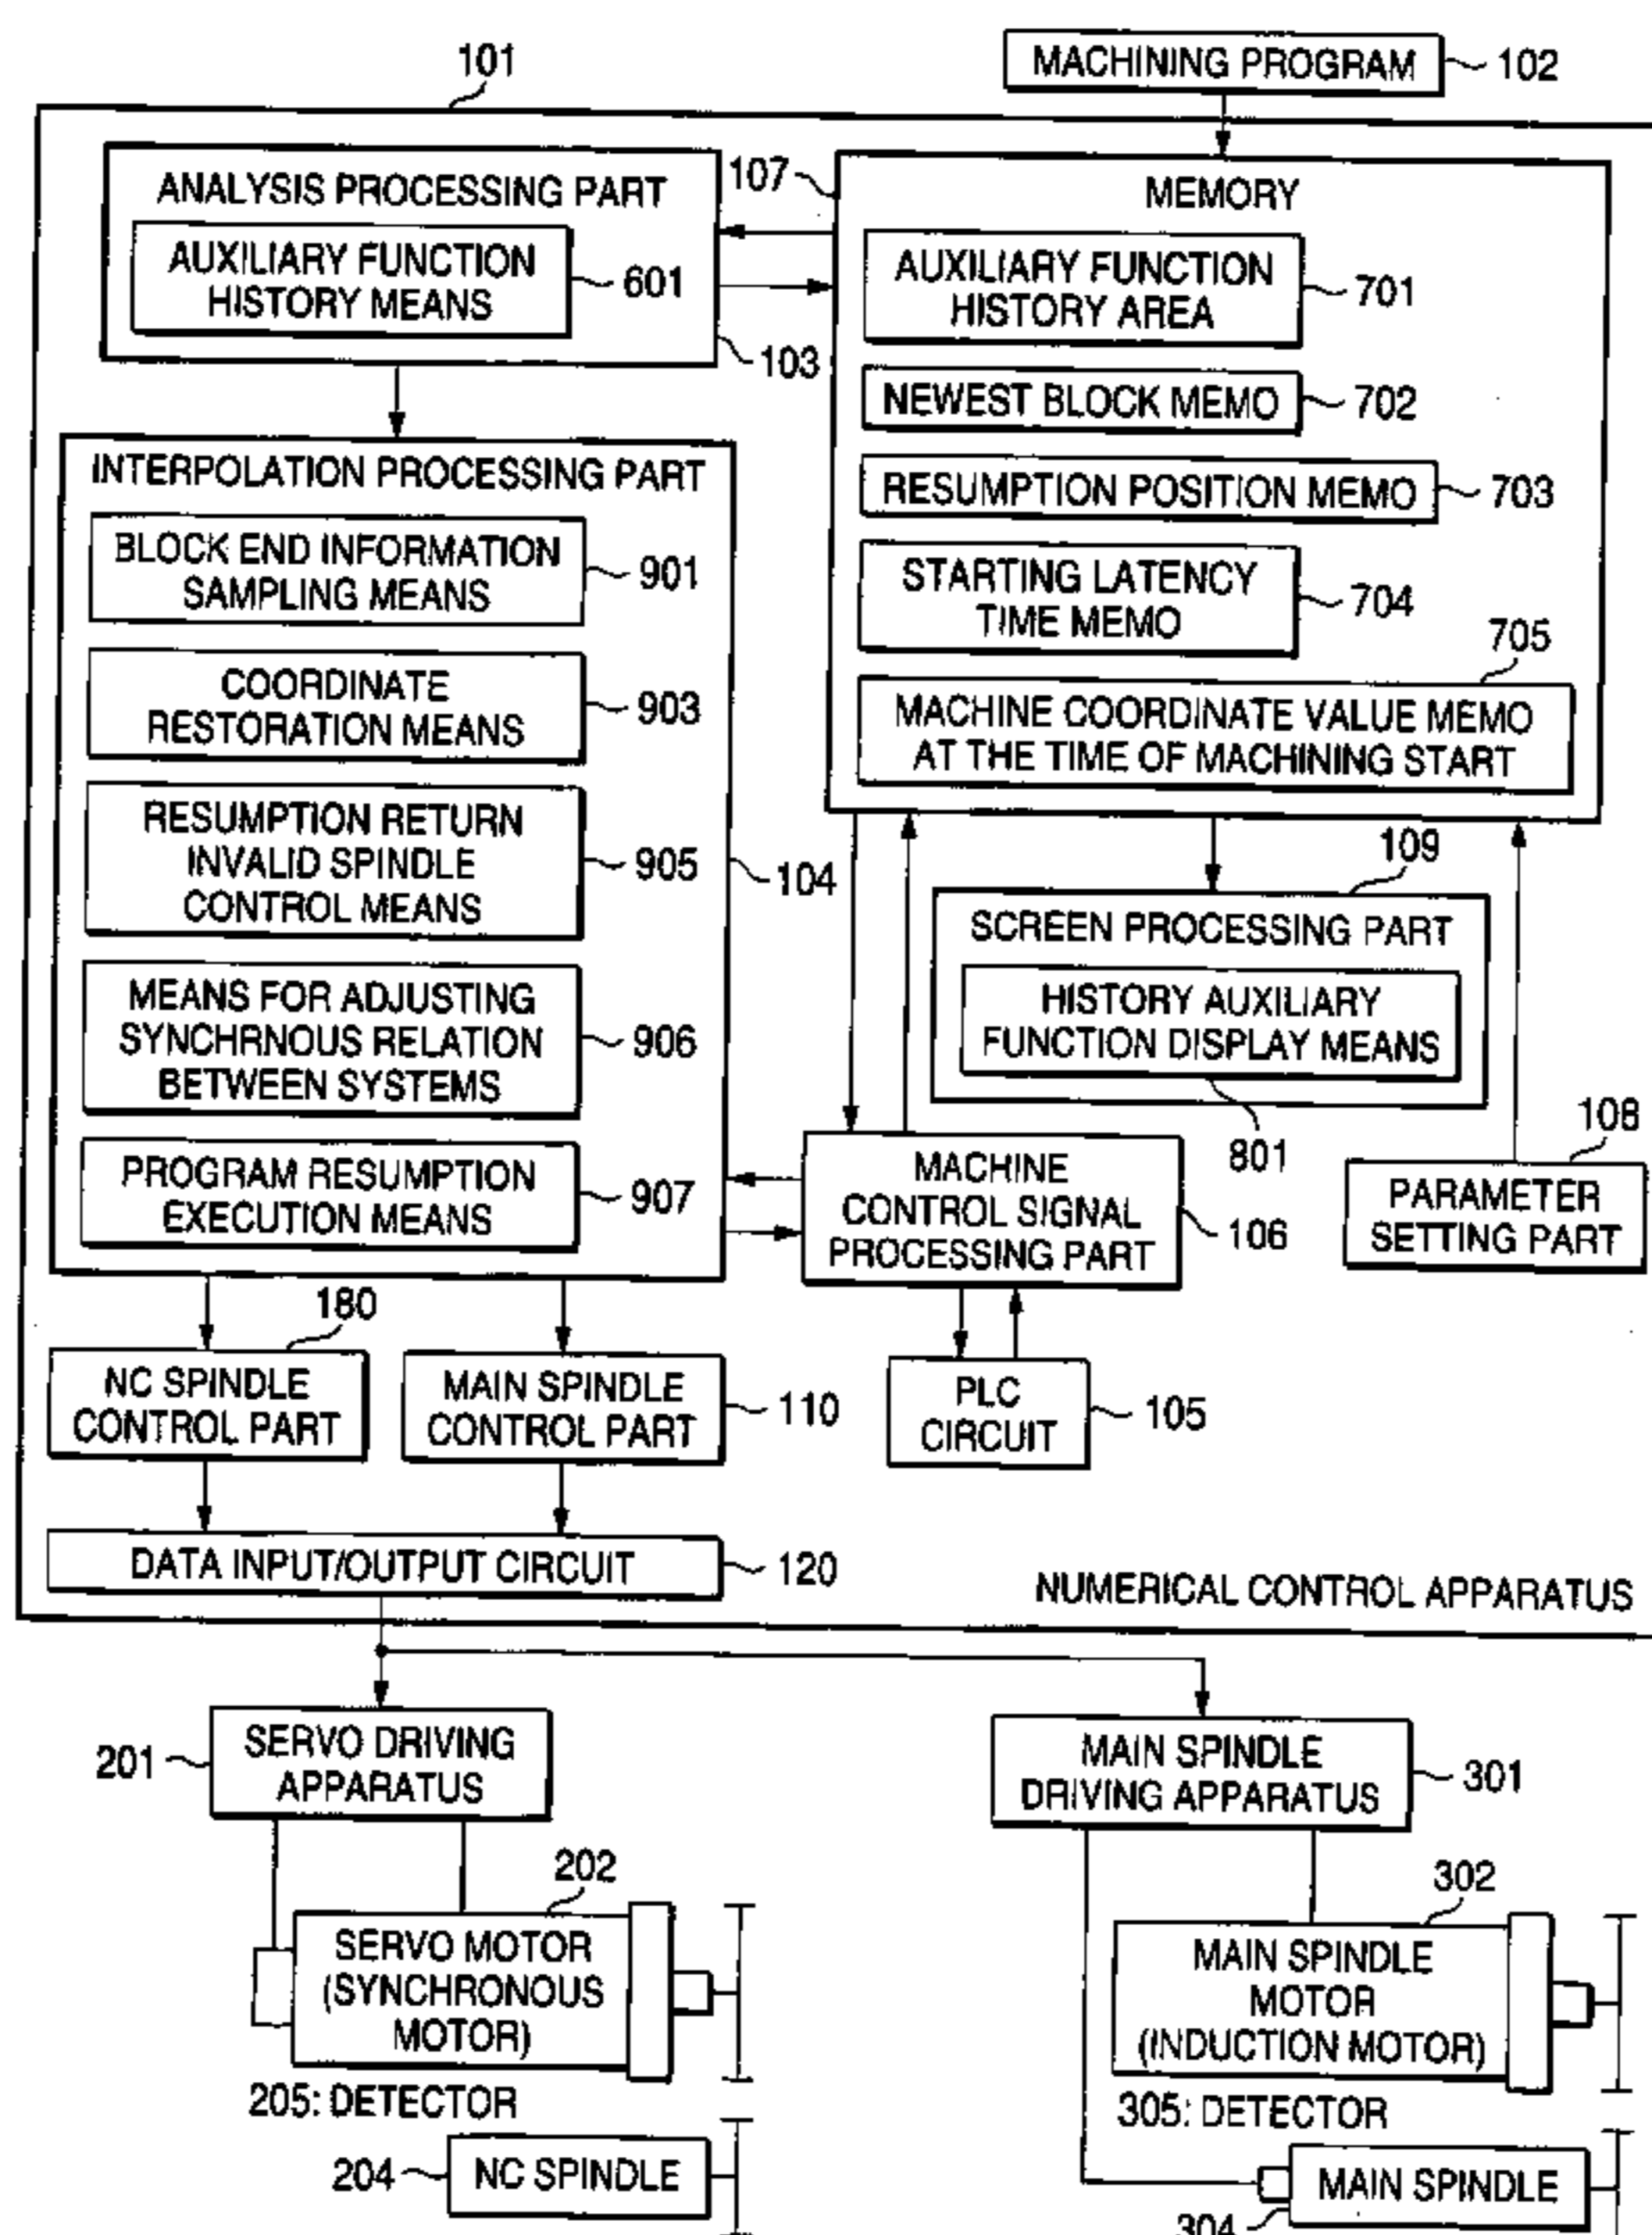 101
MACHINING PROGRAM
102
ANALYSIS PROCESSING PART
AUXILIARY FUNCTION
HISTORY MEANS
601
103
107
MEMORY
AUXILIARY FUNCTION
HISTORY AREA
701
NEWEST BLOCK MEMO
702
RESUMPTION POSITION MEMO
703
STARTING LATENCY
TIME MEMO
704
705
MACHINE COORDINATE VALUE MEMO
AT THE TIME OF MACHINING START
INTERPOLATION PROCESSING PART
BLOCK END INFORMATION
SAMPLING MEANS
901
COORDINATE
RESTORATION MEANS
903
RESUMPTION RETURN
INVALID SPINDLE
CONTROL MEANS
905
104
MEANS FOR ADJUSTING
SYNCHRNOUS RELATION
BETWEEN SYSTEMS
906
PROGRAM RESUMPTION
EXECUTION MEANS
907
109
SCREEN PROCESSING PART
HISTORY AUXILIARY
FUNCTION DISPLAY MEANS
801
MACHINE
CONTROL SIGNAL
PROCESSING PART
106
108
PARAMETER
SETTING PART
180
NC SPINDLE
CONTROL PART
MAIN SPINDLE
CONTROL PART
110
PLC
CIRCUIT
105
DATA INPUT/OUTPUT CIRCUIT
120
NUMERICAL CONTROL APPARATUS
201
SERVO DRIVING
APPARATUS
MAIN SPINDLE
DRIVING APPARATUS
301
202
SERVO MOTOR
(SYNCHRONOUS
MOTOR)
205: DETECTOR
204
NC SPINDLE
302
MAIN SPINDLE
MOTOR
(INDUCTION MOTOR)
305: DETECTOR
MAIN SPINDLE
304